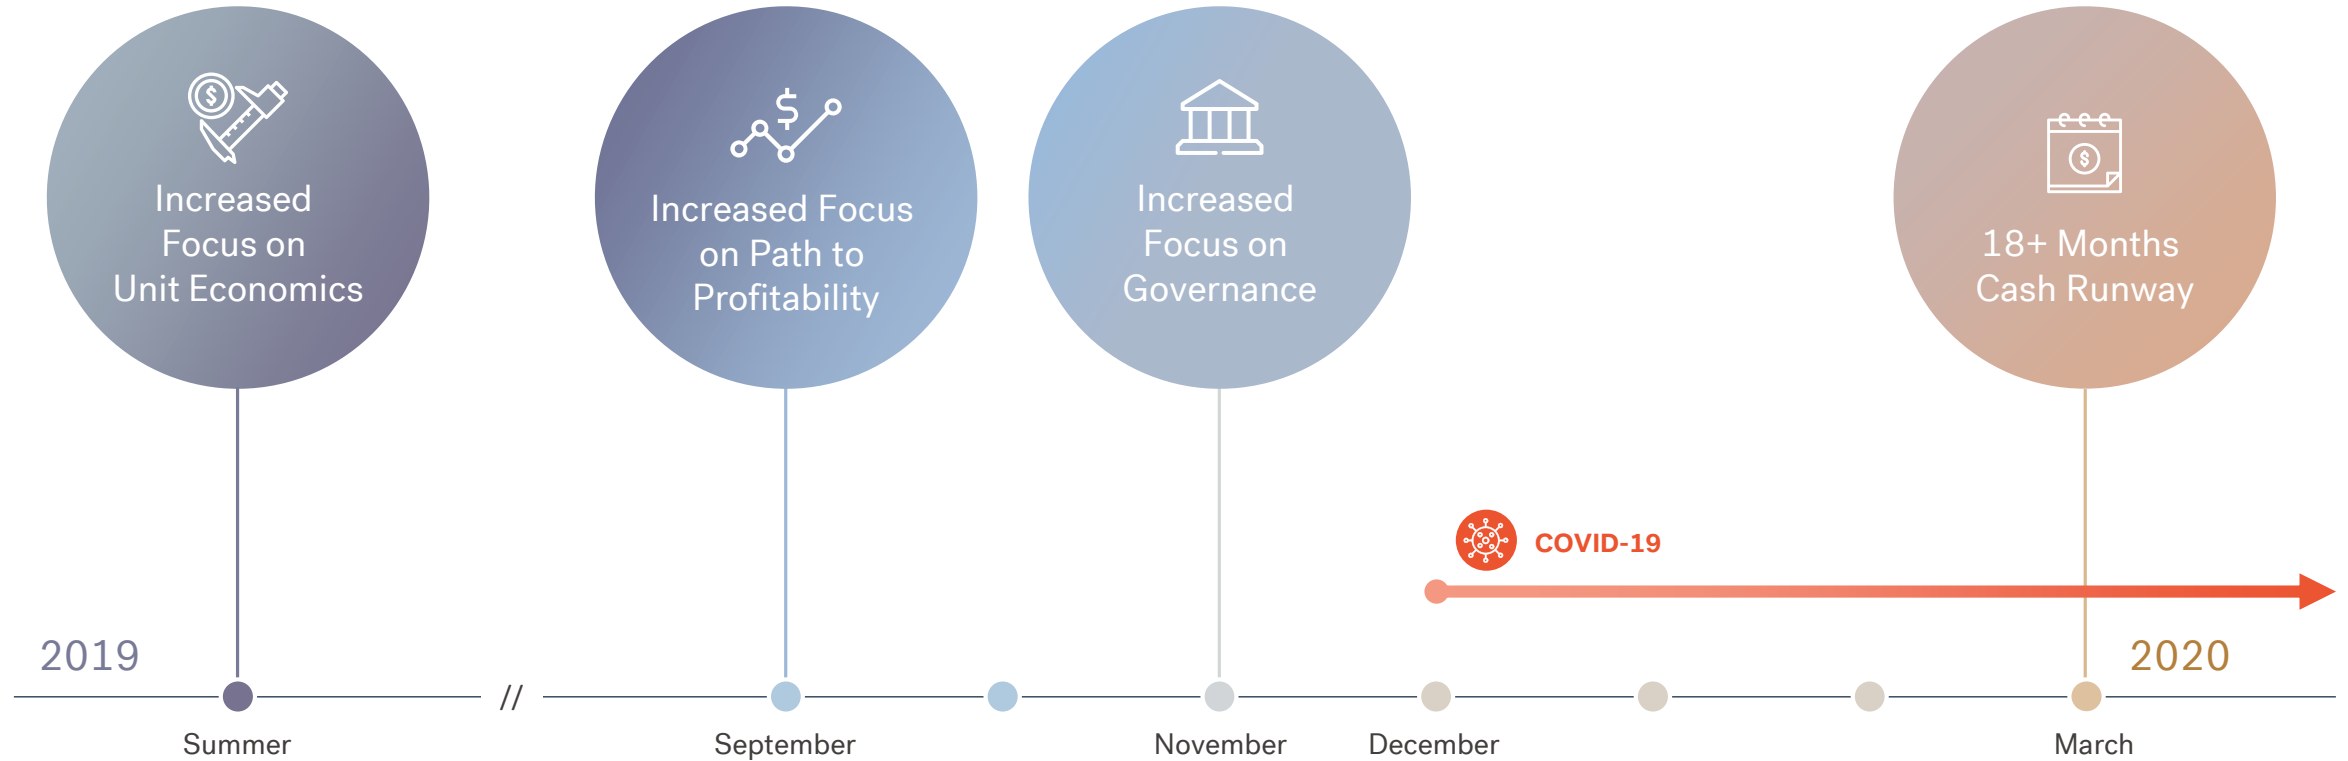 Increased
Focus on
Unit Economics
Increased Focus
on Path to
Profitability
Increased
Focus on
Governance
18+ Months
Cash Runway
COVID-19
2019
2020
//
Summer
September
November
December
March